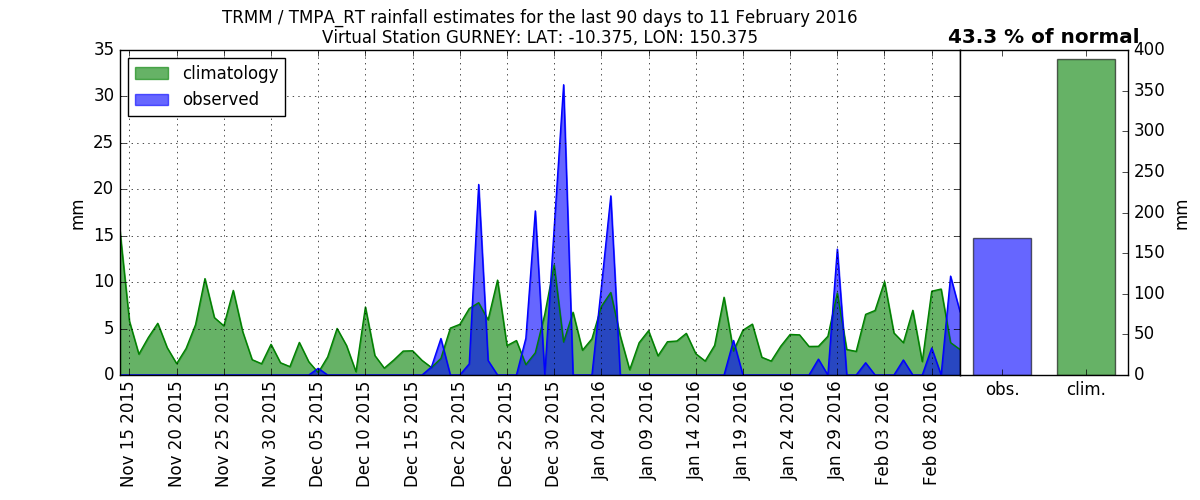 TRMM / TMPA_RT rainfall estimates for the last 90 days to 11 February 2016
Virtual Station GURNEY: LAT: -10.375, LON: 150.375
43.3 % of normal
climatology
observed
mm
35
30
25
20
15
10
5
0
Nov 15 2015
Nov 20 2015
Nov 25 2015
Nov 30 2015
Dec 05 2015
Dec 10 2015
Dec 15 2015
Dec 20 2015
Dec 25 2015
Dec 30 2015
Jan 04 2016
Jan 09 2016
Jan 14 2016
Jan 19 2016
Jan 24 2016
Jan 29 2016
Feb 03 2016
Feb 08 2016
obs.
clim.
400
350
300
250
200
150
100
50
0
mm